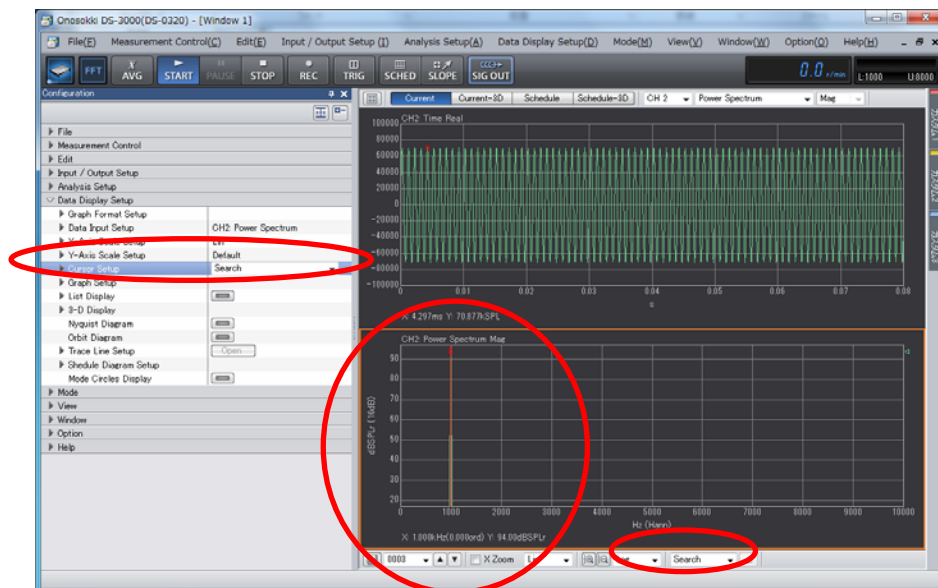 Onosokki DS-3000(DS-0320) - [Window 1]
File(F) Measurement Control(C) Edit(E) Input / Output Setup (I) Analysis Setup(A) Data Display Setup(D) Mode(M) View(V) Window(W) Option(O) Help(H)
FFT AVG START PAUSE STOP REC TRIG SCHED SLOPE SIG OUT 0.0 r/min L:1000 U:8000
Configuration
Current Current-3D Schedule Schedule-3D CH 2 Power Spectrum Mag
File
Measurement Control
Edit
Input / Output Setup
Analysis Setup
Data Display Setup
Graph Format Setup
Data Input Setup CH2: Power Spectrum
Y-Axis Scale Setup Default
Cursor Setup Search
Graph Setup
List Display
3-D Display
Nyquist Diagram
Orbit Diagram
Trace Line Setup Open
Shedule Diagram Setup
Mode Circles Display
Mode
View
Window
Option
Help
CH2: Time Real
100000
80000
60000
40000
20000
0
-20000
-40000
-60000
-80000
-100000
0 0.01 0.02 0.03 0.04 0.05 0.06 0.07 0.08
s
X: 4.297ms Y: 70.877kSPL
CH2: Power Spectrum Mag
dBSPLr (16dB)
90
80
70
60
50
40
30
20
0 1000 2000 3000 4000 5000 6000 7000 8000 9000 10000
Hz (Hann)
X: 1.000kHz(0.000ord) Y: 94.00dBSPLr
0003 X Zoom Search